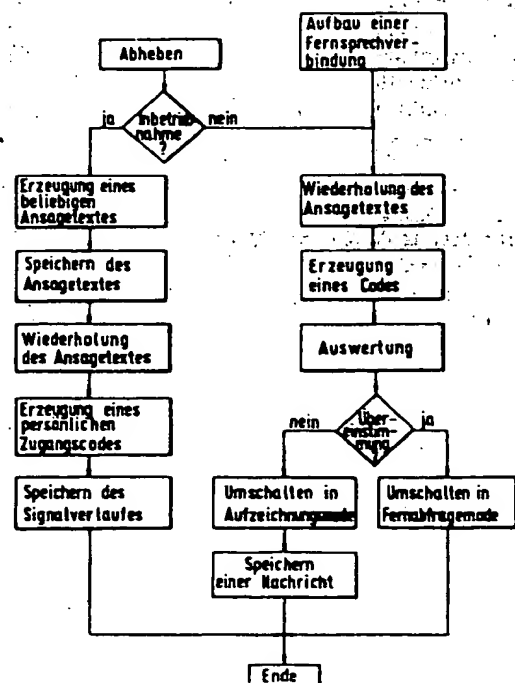 Abheben
Aufbau einer
Fernsprechver-
bindung
ja
Inbetrieb-
nahme
?
nein
Erzeugung eines
beliebigen
Ansagetextes
Speichern des
Ansagetextes
Wiederholung
des Ansagetextes
Erzeugung eines
persönlichen
Zugangscodes
Speichern des
Signalverlaufes
Wiederholung des
Ansagetextes
Erzeugung
eines Codes
Auswertung
nein
Über-
einstim-
mung
?
ja
Umschalten in
Aufzeichnungsmode
Speichern
einer Nachricht
Umschalten in
Fernabfragemode
Ende